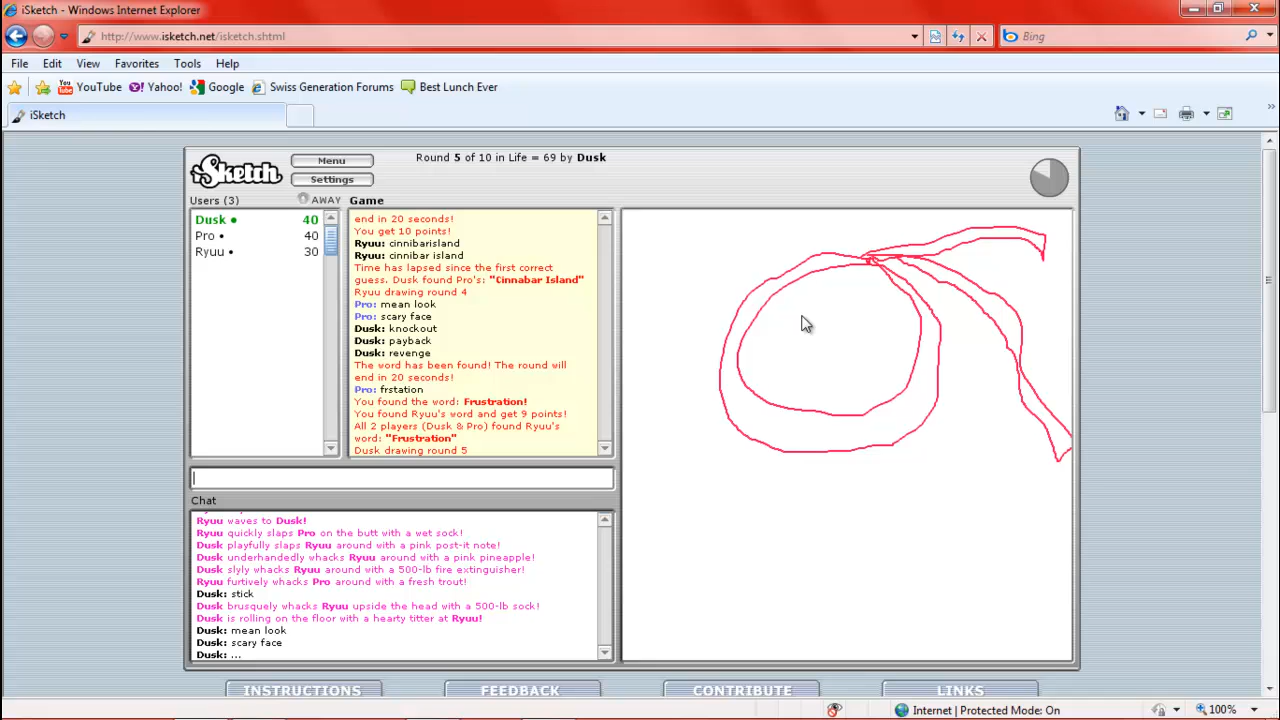 iSketch - Windows Internet Explorer
http://www.isketch.net/isketch.shtml
Bing
File Edit View Favorites Tools Help
YouTube Yahoo! Google Swiss Generation Forums Best Lunch Ever
iSketch
iSketch
Menu
Settings
Round 5 of 10 in Life = 69 by Dusk
Users (3) AWAY
Dusk • 40
Pro • 40
Ryuu • 30
Game
end in 20 seconds!
You get 10 points!
Ryuu: cinnibarisland
Ryuu: cinnibar island
Time has lapsed since the first correct
guess. Dusk found Pro's: "Cinnabar Island"
Ryuu drawing round 4
Pro: mean look
Pro: scary face
Dusk: knockout
Dusk: payback
Dusk: revenge
The word has been found! The round will
end in 20 seconds!
Pro: frstation
You found the word: Frustration!
You found Ryuu's word and get 9 points!
All 2 players (Dusk & Pro) found Ryuu's
word: "Frustration"
Dusk drawing round 5
Chat
Ryuu waves to Dusk!
Ryuu quickly slaps Pro on the butt with a wet sock!
Dusk playfully slaps Ryuu around with a pink post-it note!
Dusk underhandedly whacks Ryuu around with a pink pineapple!
Dusk slyly whacks Ryuu around with a 500-lb fire extinguisher!
Ryuu furtively whacks Pro around with a fresh trout!
Dusk: stick
Dusk brusquely whacks Ryuu upside the head with a 500-lb sock!
Dusk is rolling on the floor with a hearty titter at Ryuu!
Dusk: mean look
Dusk: scary face
Dusk: ...
INSTRUCTIONS FEEDBACK CONTRIBUTE LINKS
Internet | Protected Mode: On
100%